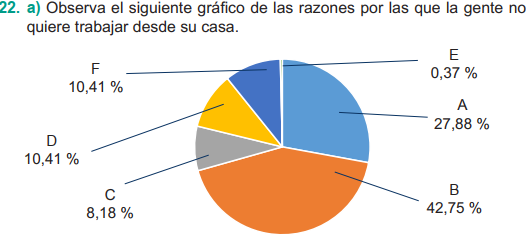 22. a) Observa el siguiente gráfico de las razones por las que la gente no
quiere trabajar desde su casa.
E
0,37 %
F
10,41 %
A
27,88 %
D
10,41 %
B
42,75 %
C
8,18 %